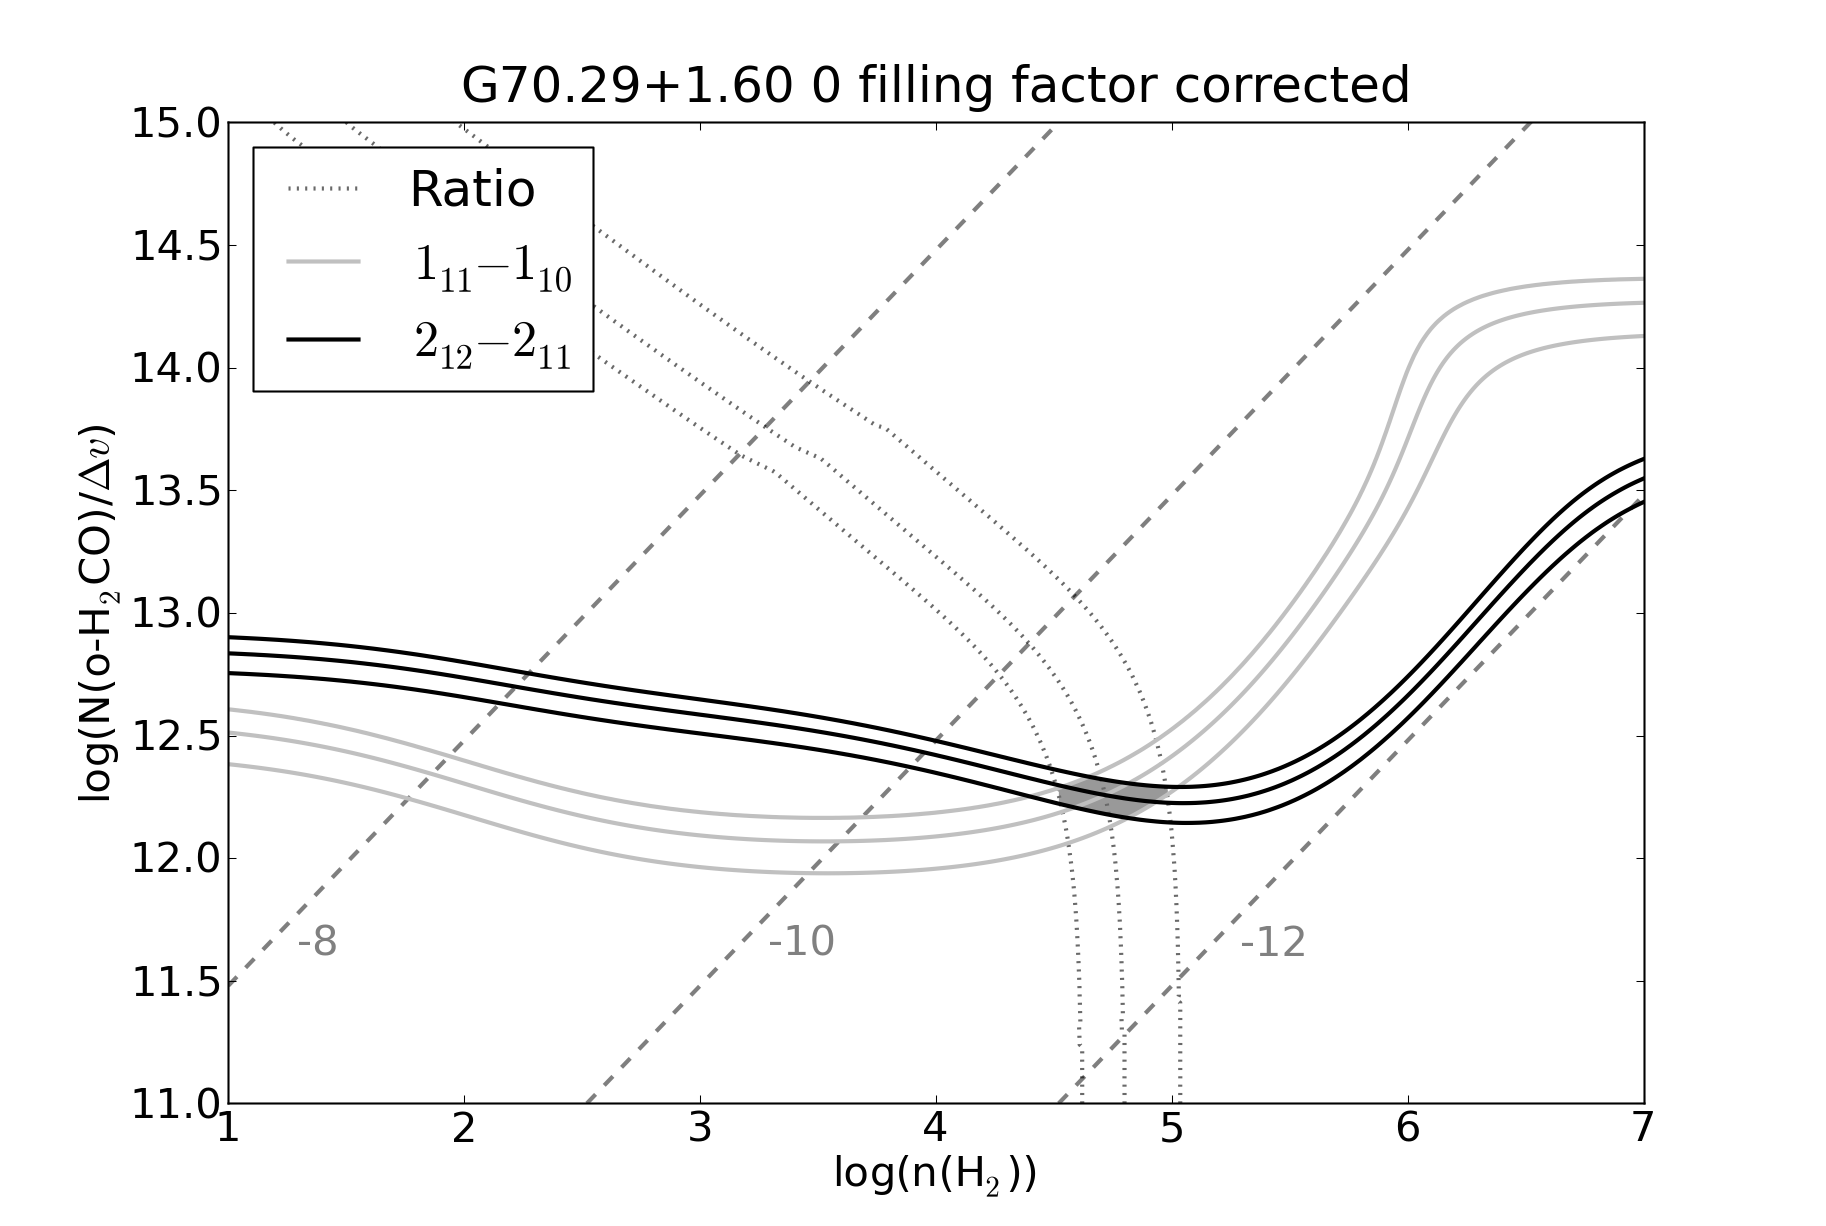 G70.29+1.60 0 filling factor corrected
log(N(o-H₂CO)/Δv)
15.0
14.5
14.0
13.5
13.0
12.5
12.0
11.5
11.0
Ratio
1₁₁−1₁₀
2₁₂−2₁₁
-8
-10
-12
1 2 3 4 5 6 7
log(n(H₂))